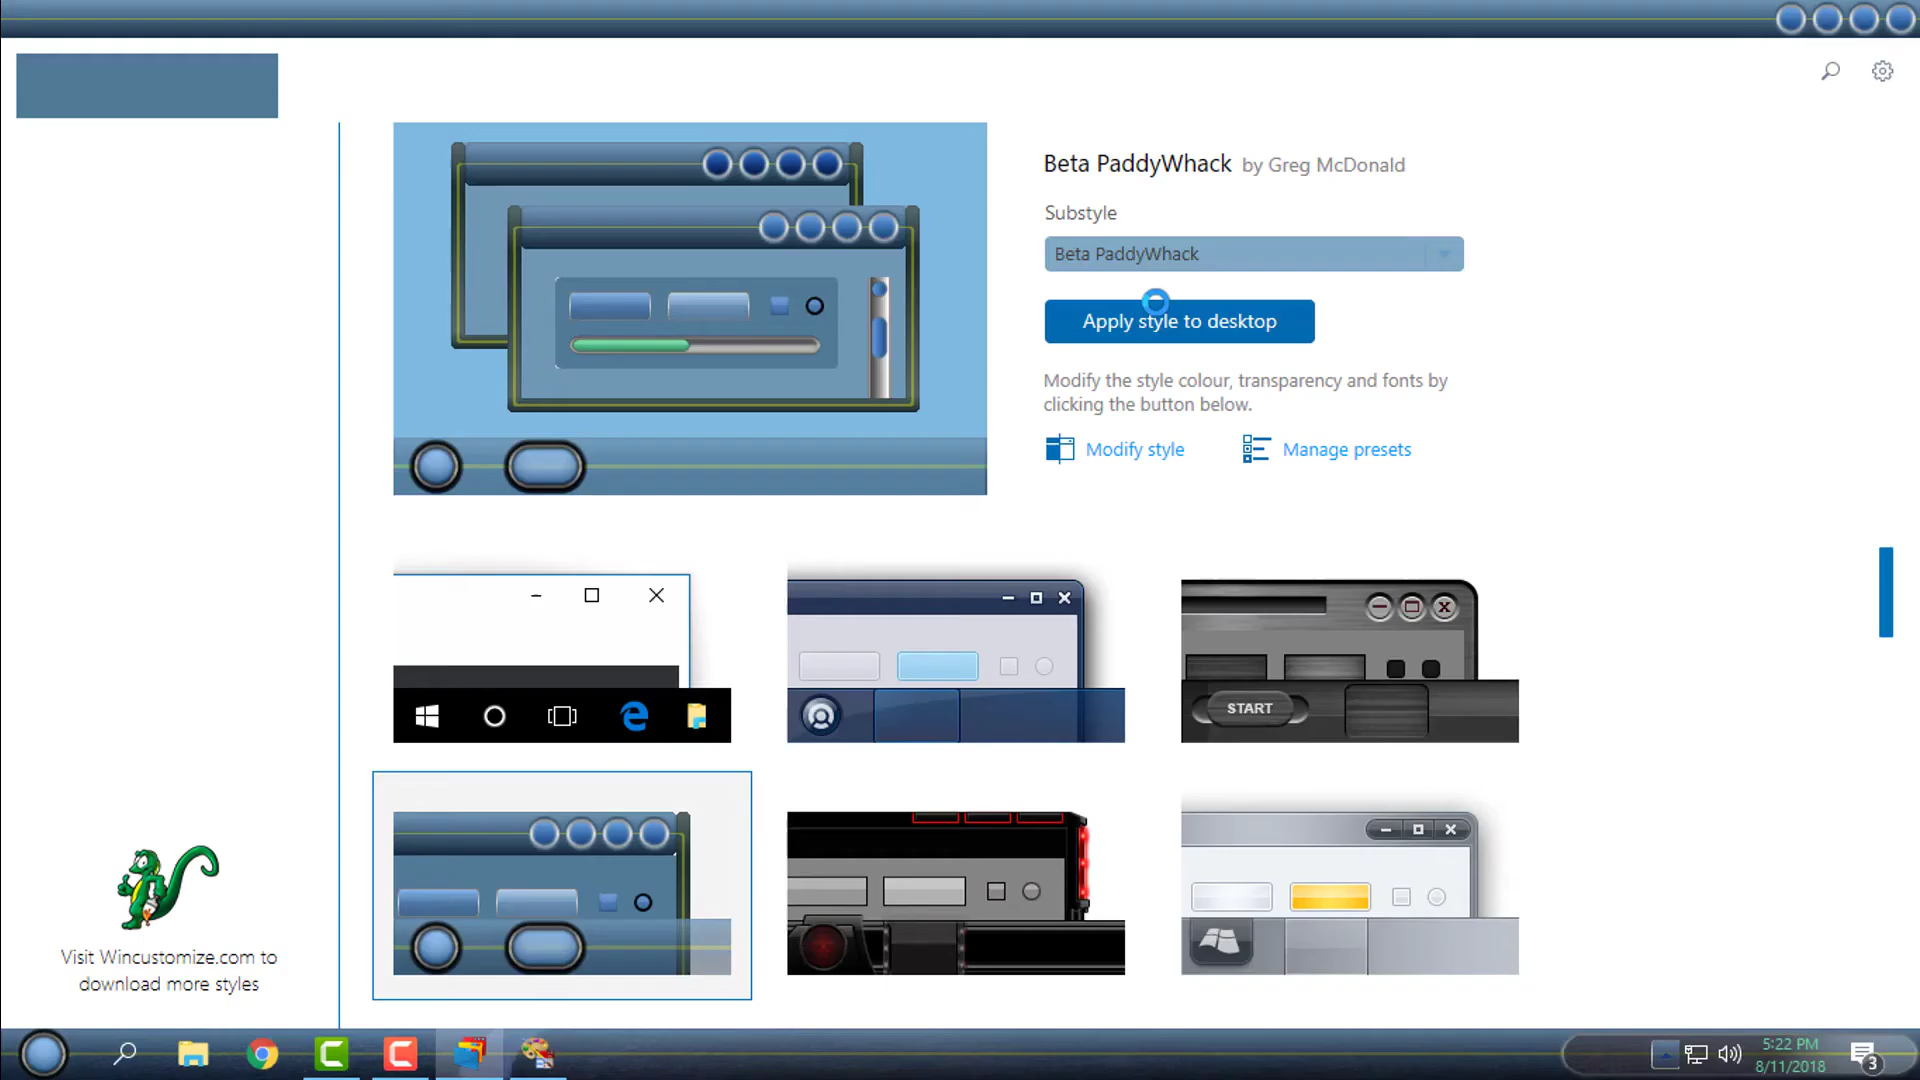 Beta PaddyWhack by Greg McDonald
Substyle
Beta PaddyWhack
Apply style to desktop
Modify the style colour, transparency and fonts by
clicking the button below.
Modify style
Manage presets
START
Visit Wincustomize.com to
download more styles
5:22 PM
8/11/2018
3